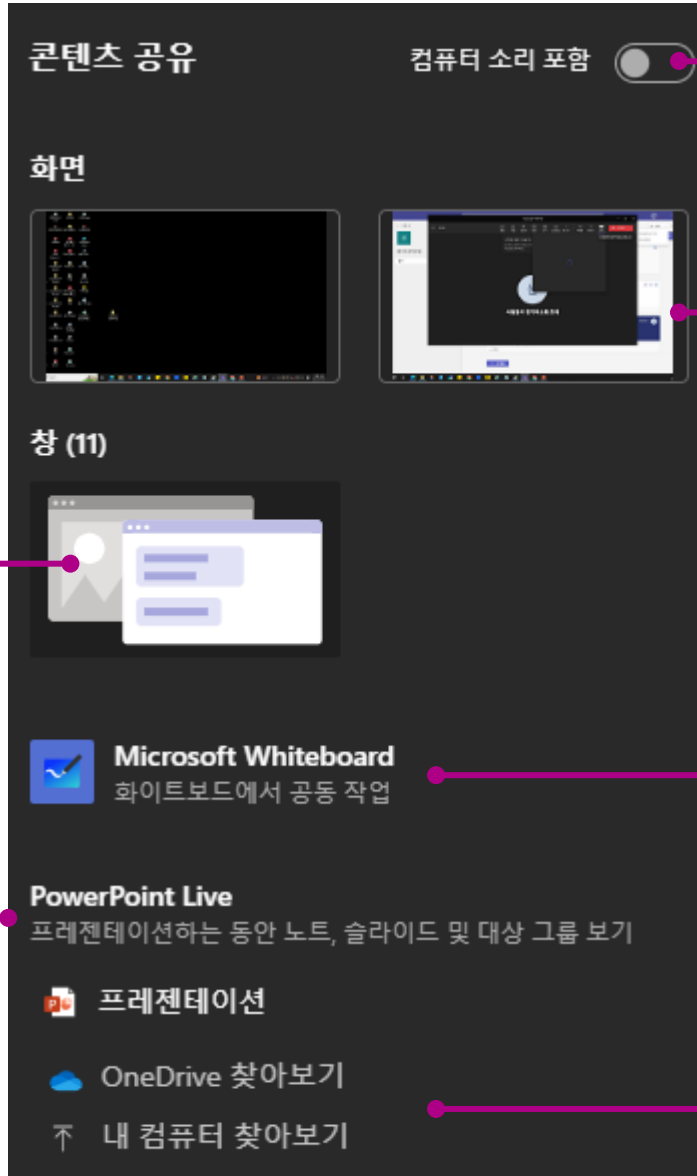 콘텐츠 공유
컴퓨터 소리 포함
화면
창 (11)
Microsoft Whiteboard
화이트보드에서 공동 작업
PowerPoint Live
프레젠테이션하는 동안 노트, 슬라이드 및 대상 그룹 보기
프레젠테이션
OneDrive 찾아보기
내 컴퓨터 찾아보기